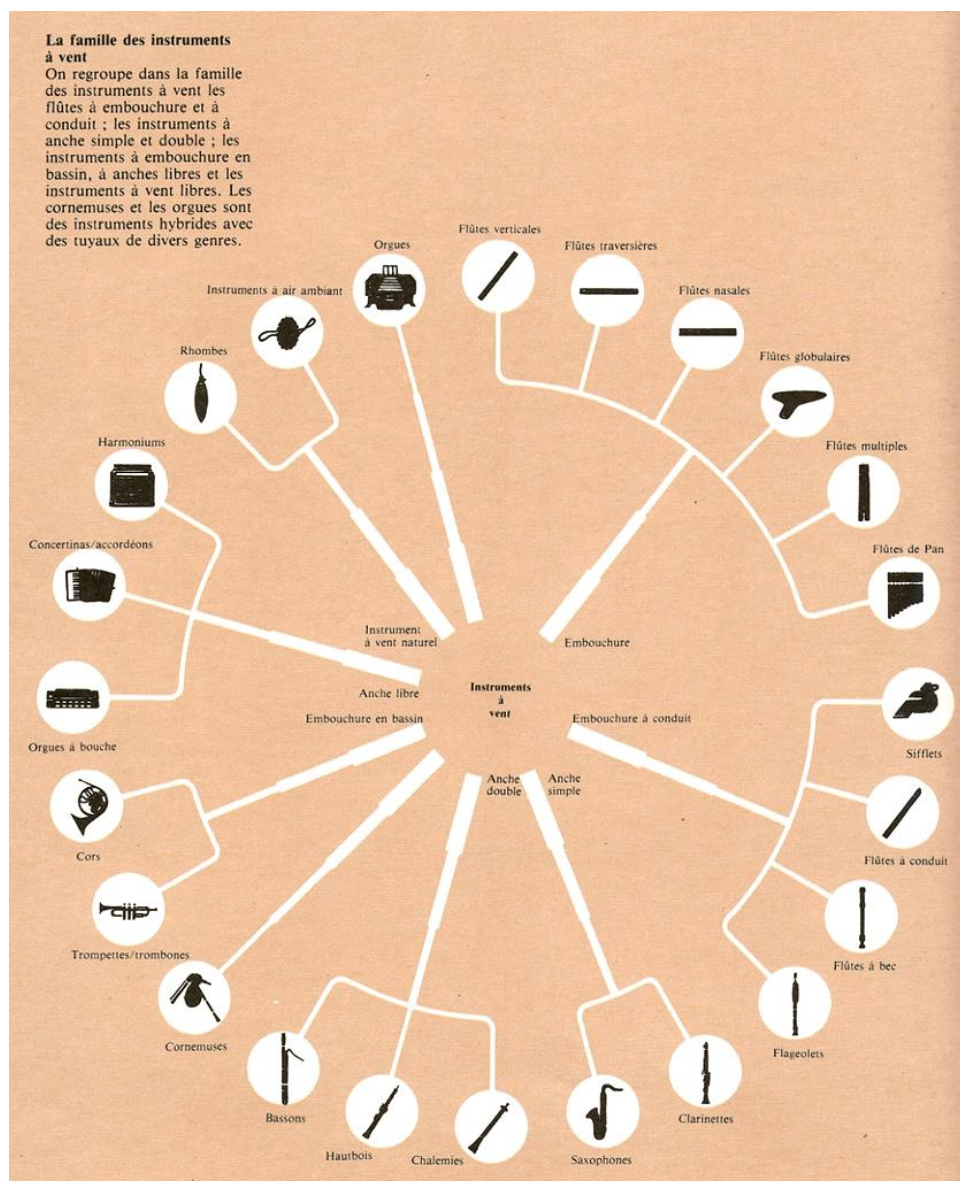 La famille des instruments
à vent
On regroupe dans la famille
des instruments à vent les
flûtes à embouchure et à
conduit ; les instruments à
anche simple et double ; les
instruments à embouchure en
bassin, à anches libres et les
instruments à vent libres. Les
cornemuses et les orgues sont
des instruments hybrides avec
des tuyaux de divers genres.
Orgues
Flûtes verticales
Flûtes traversières
Instruments à air ambiant
Flûtes nasales
Rhombes
Flûtes globulaires
Harmoniums
Flûtes multiples
Concertinas/accordéons
Flûtes de Pan
Instrument
à vent naturel
Embouchure
Anche libre
Instruments
à
vent
Embouchure en bassin
Embouchure à conduit
Orgues à bouche
Sifflets
Anche
double
Anche
simple
Cors
Flûtes à conduit
Trompettes/trombones
Flûtes à bec
Cornemuses
Flageolets
Bassons
Clarinettes
Hautbois
Chalemies
Saxophones